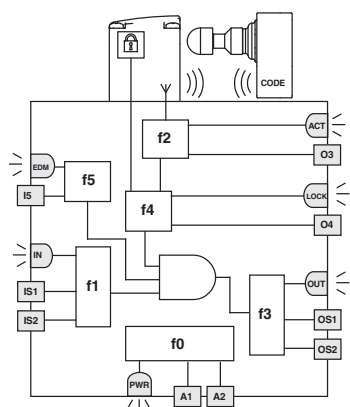 CODE
f2
ACT
O3
EDM
f5
I5
f4
LOCK
O4
IN
f1
IS1
IS2
f3
OUT
OS1
OS2
f0
PWR
A1
A2